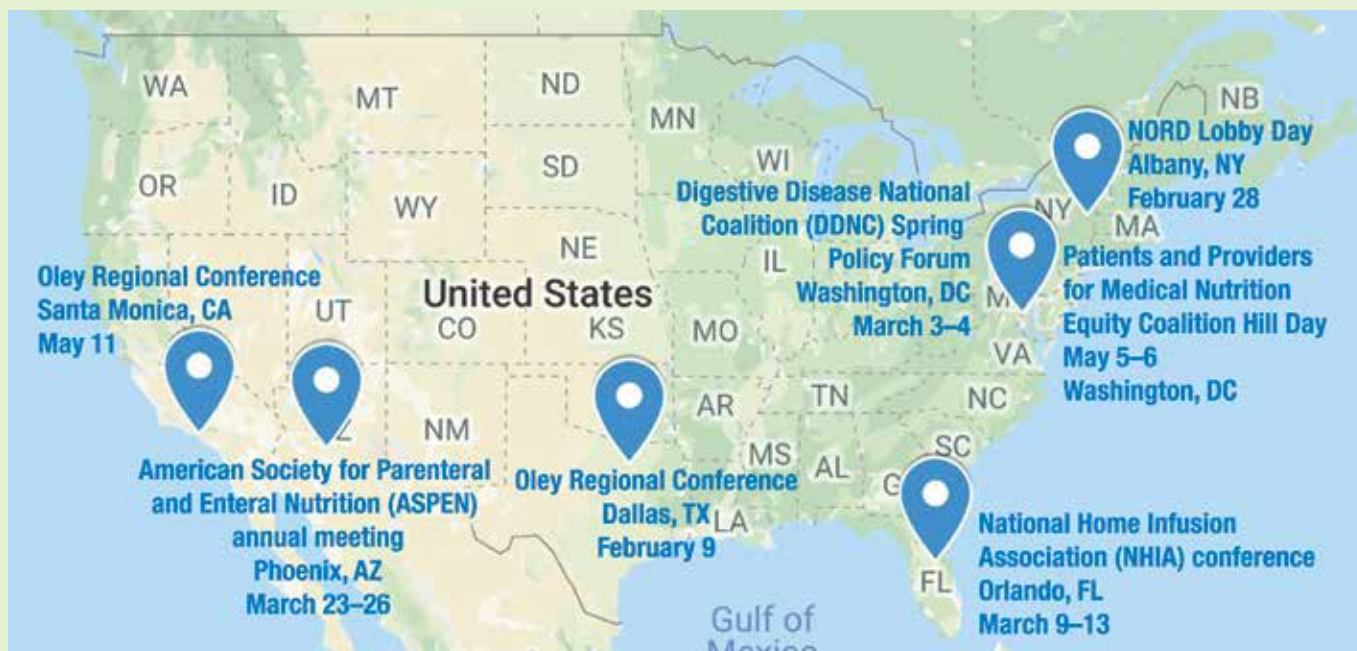 WA
MT
ND
MN
NB
OR
ID
SD
WI
WY
NE
IL
NY
MA
NORD Lobby Day
Albany, NY
February 28
Digestive Disease National
Coalition (DDNC) Spring
Policy Forum
Washington, DC
March 3–4
Patients and Providers
for Medical Nutrition
Equity Coalition Hill Day
May 5–6
Washington, DC
Oley Regional Conference
Santa Monica, CA
May 11
United States
UT
CO
KS
MO
VA
NM
AR
TN
NC
MS
AL
SC
LA
FL
American Society for Parenteral
and Enteral Nutrition (ASPEN)
annual meeting
Phoenix, AZ
March 23–26
Oley Regional Conference
Dallas, TX
February 9
National Home Infusion
Association (NHIA) conference
Orlando, FL
March 9–13
Gulf of
Mexico